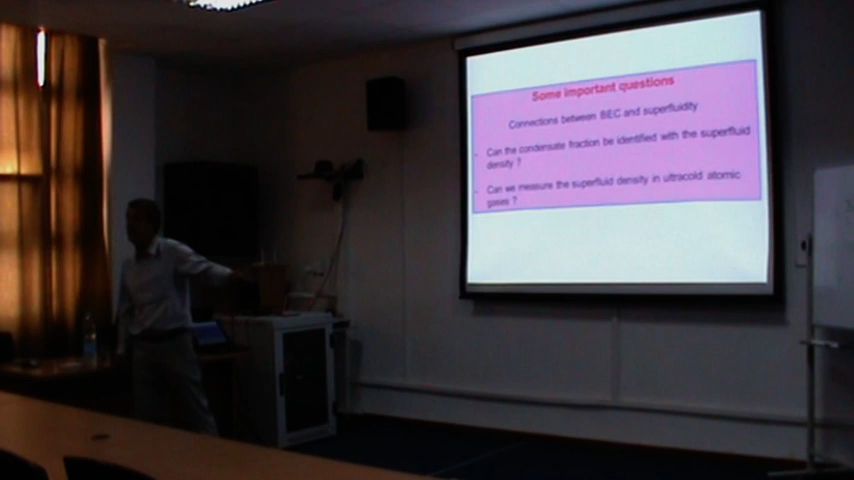 Some important questions
Connections between BEC and superfluidity
- Can the condensate fraction be identified with the superfluid
density ?
- Can we measure the superfluid density in ultracold atomic
gases ?